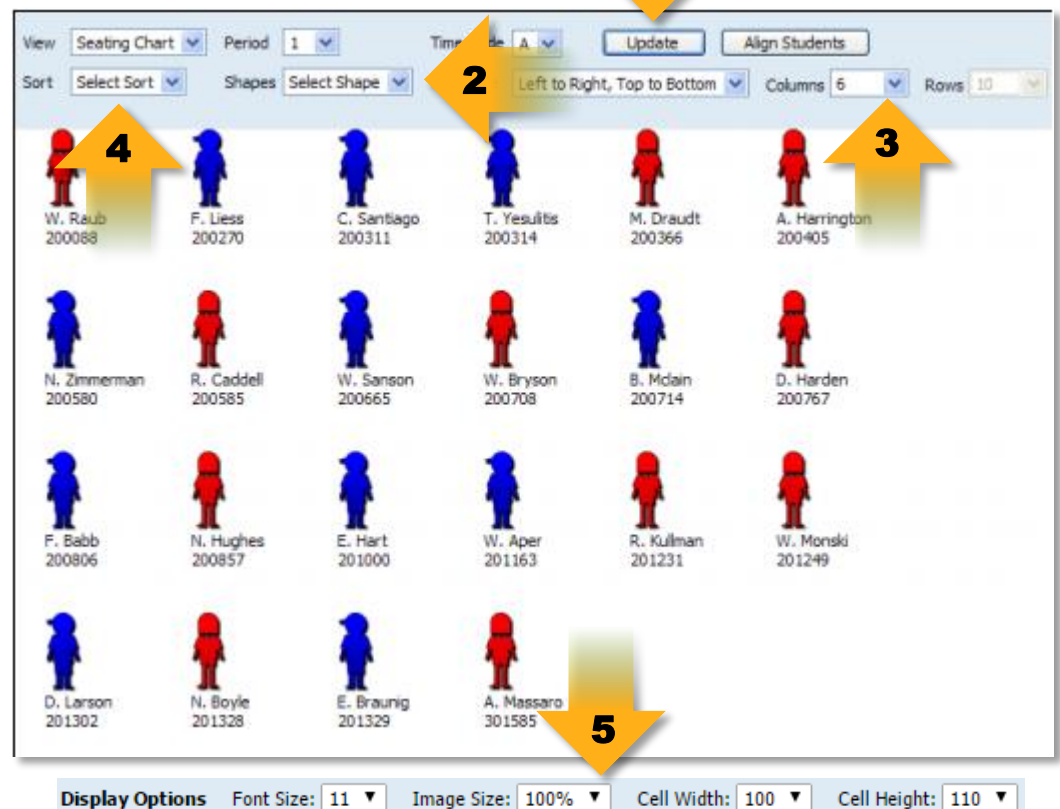 View Seating Chart Period 1 Time A Update Align Students
Sort Select Sort Shapes Select Shape 2 Left to Right, Top to Bottom Columns 6 Rows 10
4 3
W. Raub F. Liess C. Santiago T. Yesulitis M. Draudt A. Harrington
200088 200270 200311 200314 200366 200405
N. Zimmerman R. Caddell W. Sanson W. Bryson B. Mclain D. Harden
200580 200585 200665 200708 200714 200767
F. Babb N. Hughes E. Hart W. Aper R. Kullman W. Monski
200806 200857 201000 201163 201231 201249
D. Larson N. Boyle E. Braunig A. Massaro
201302 201328 201329 301585
5
Display Options Font Size: 11 Image Size: 100% Cell Width: 100 Cell Height: 110